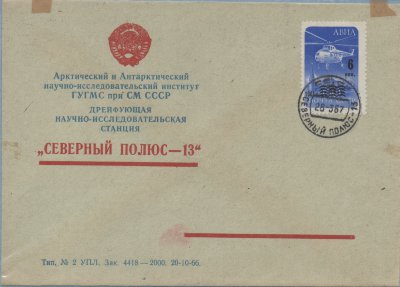 Арктический и Антарктический
научно-исследовательский институт
ГУГМС при СМ СССР
ДРЕЙФУЮЩАЯ
НАУЧНО-ИССЛЕДОВАТЕЛЬСКАЯ
СТАНЦИЯ
„СЕВЕРНЫЙ ПОЛЮС—13“
АВИА
6
коп.
СЕВЕРНЫЙ ПОЛЮС-13
Тип. № 2 УПЛ. Зак. 4418—2000. 20-10-66.